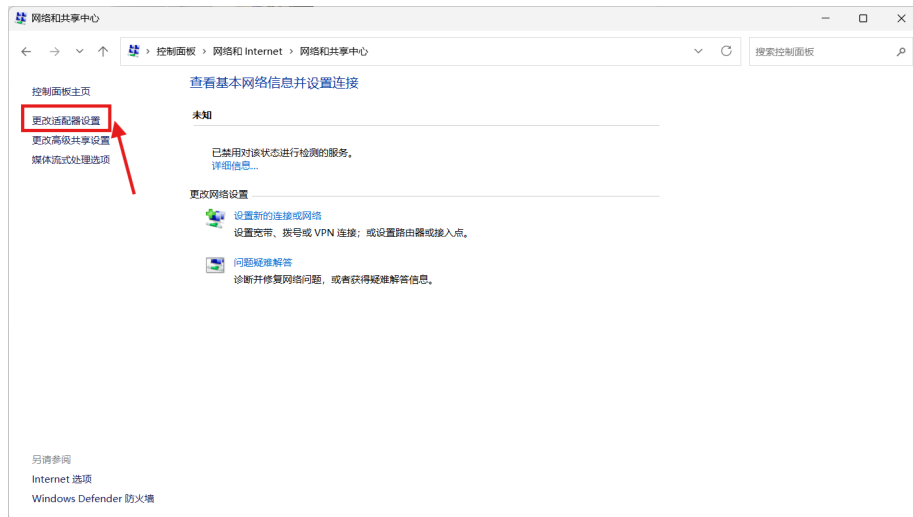 网络和共享中心
控制面板 › 网络和 Internet › 网络和共享中心
搜索控制面板
控制面板主页
更改适配器设置
更改高级共享设置
媒体流式处理选项
查看基本网络信息并设置连接
未知
已禁用对该状态进行检测的服务。
详细信息...
更改网络设置
设置新的连接或网络
设置宽带、拨号或 VPN 连接；或设置路由器或接入点。
问题疑难解答
诊断并修复网络问题，或者获得疑难解答信息。
另请参阅
Internet 选项
Windows Defender 防火墙